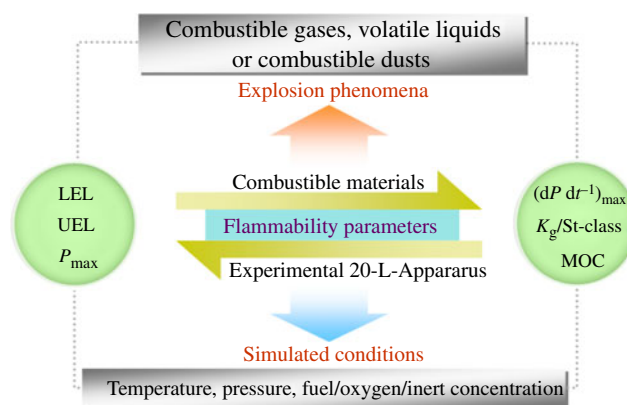 Combustible gases, volatile liquids
or combustible dusts
Explosion phenomena
LEL
UEL
Pmax
Combustible materials
Flammability parameters
Experimental 20-L-Appararus
(dP dt⁻¹)max
Kg/St-class
MOC
Simulated conditions
Temperature, pressure, fuel/oxygen/inert concentration